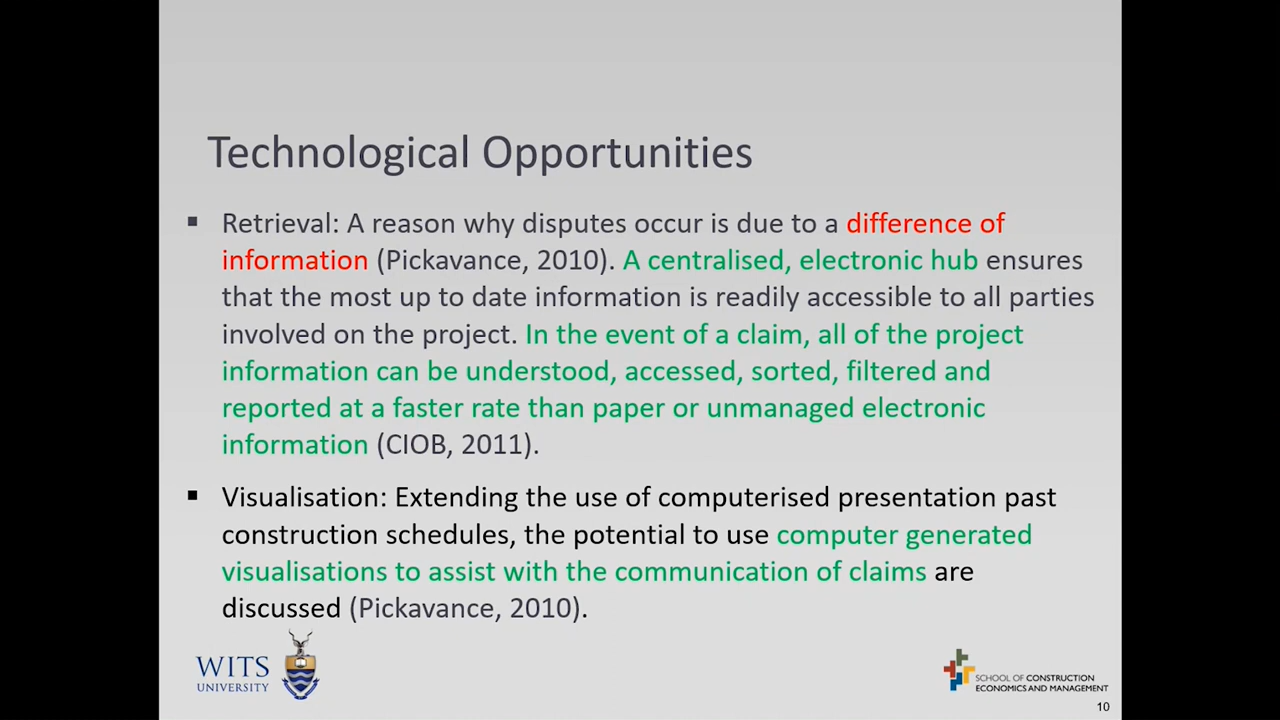 Technological Opportunities
▪ Retrieval: A reason why disputes occur is due to a difference of
information (Pickavance, 2010). A centralised, electronic hub ensures
that the most up to date information is readily accessible to all parties
involved on the project. In the event of a claim, all of the project
information can be understood, accessed, sorted, filtered and
reported at a faster rate than paper or unmanaged electronic
information (CIOB, 2011).
▪ Visualisation: Extending the use of computerised presentation past
construction schedules, the potential to use computer generated
visualisations to assist with the communication of claims are
discussed (Pickavance, 2010).
WITS
UNIVERSITY
SCHOOL OF CONSTRUCTION
ECONOMICS AND MANAGEMENT
10